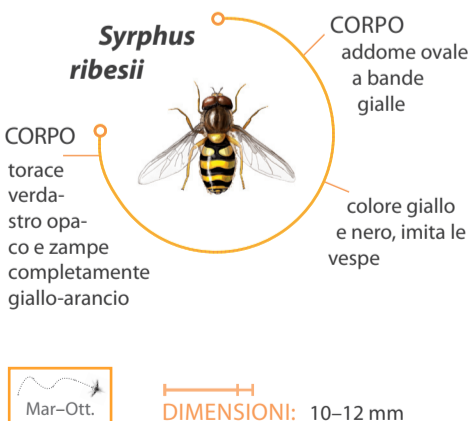 Syrphus
ribesii
CORPO
addome ovale
a bande
gialle
CORPO
torace
verda-
stro opa-
co e zampe
completamente
giallo-arancio
colore giallo
e nero, imita le
vespe
Mar–Ott.
DIMENSIONI: 10–12 mm